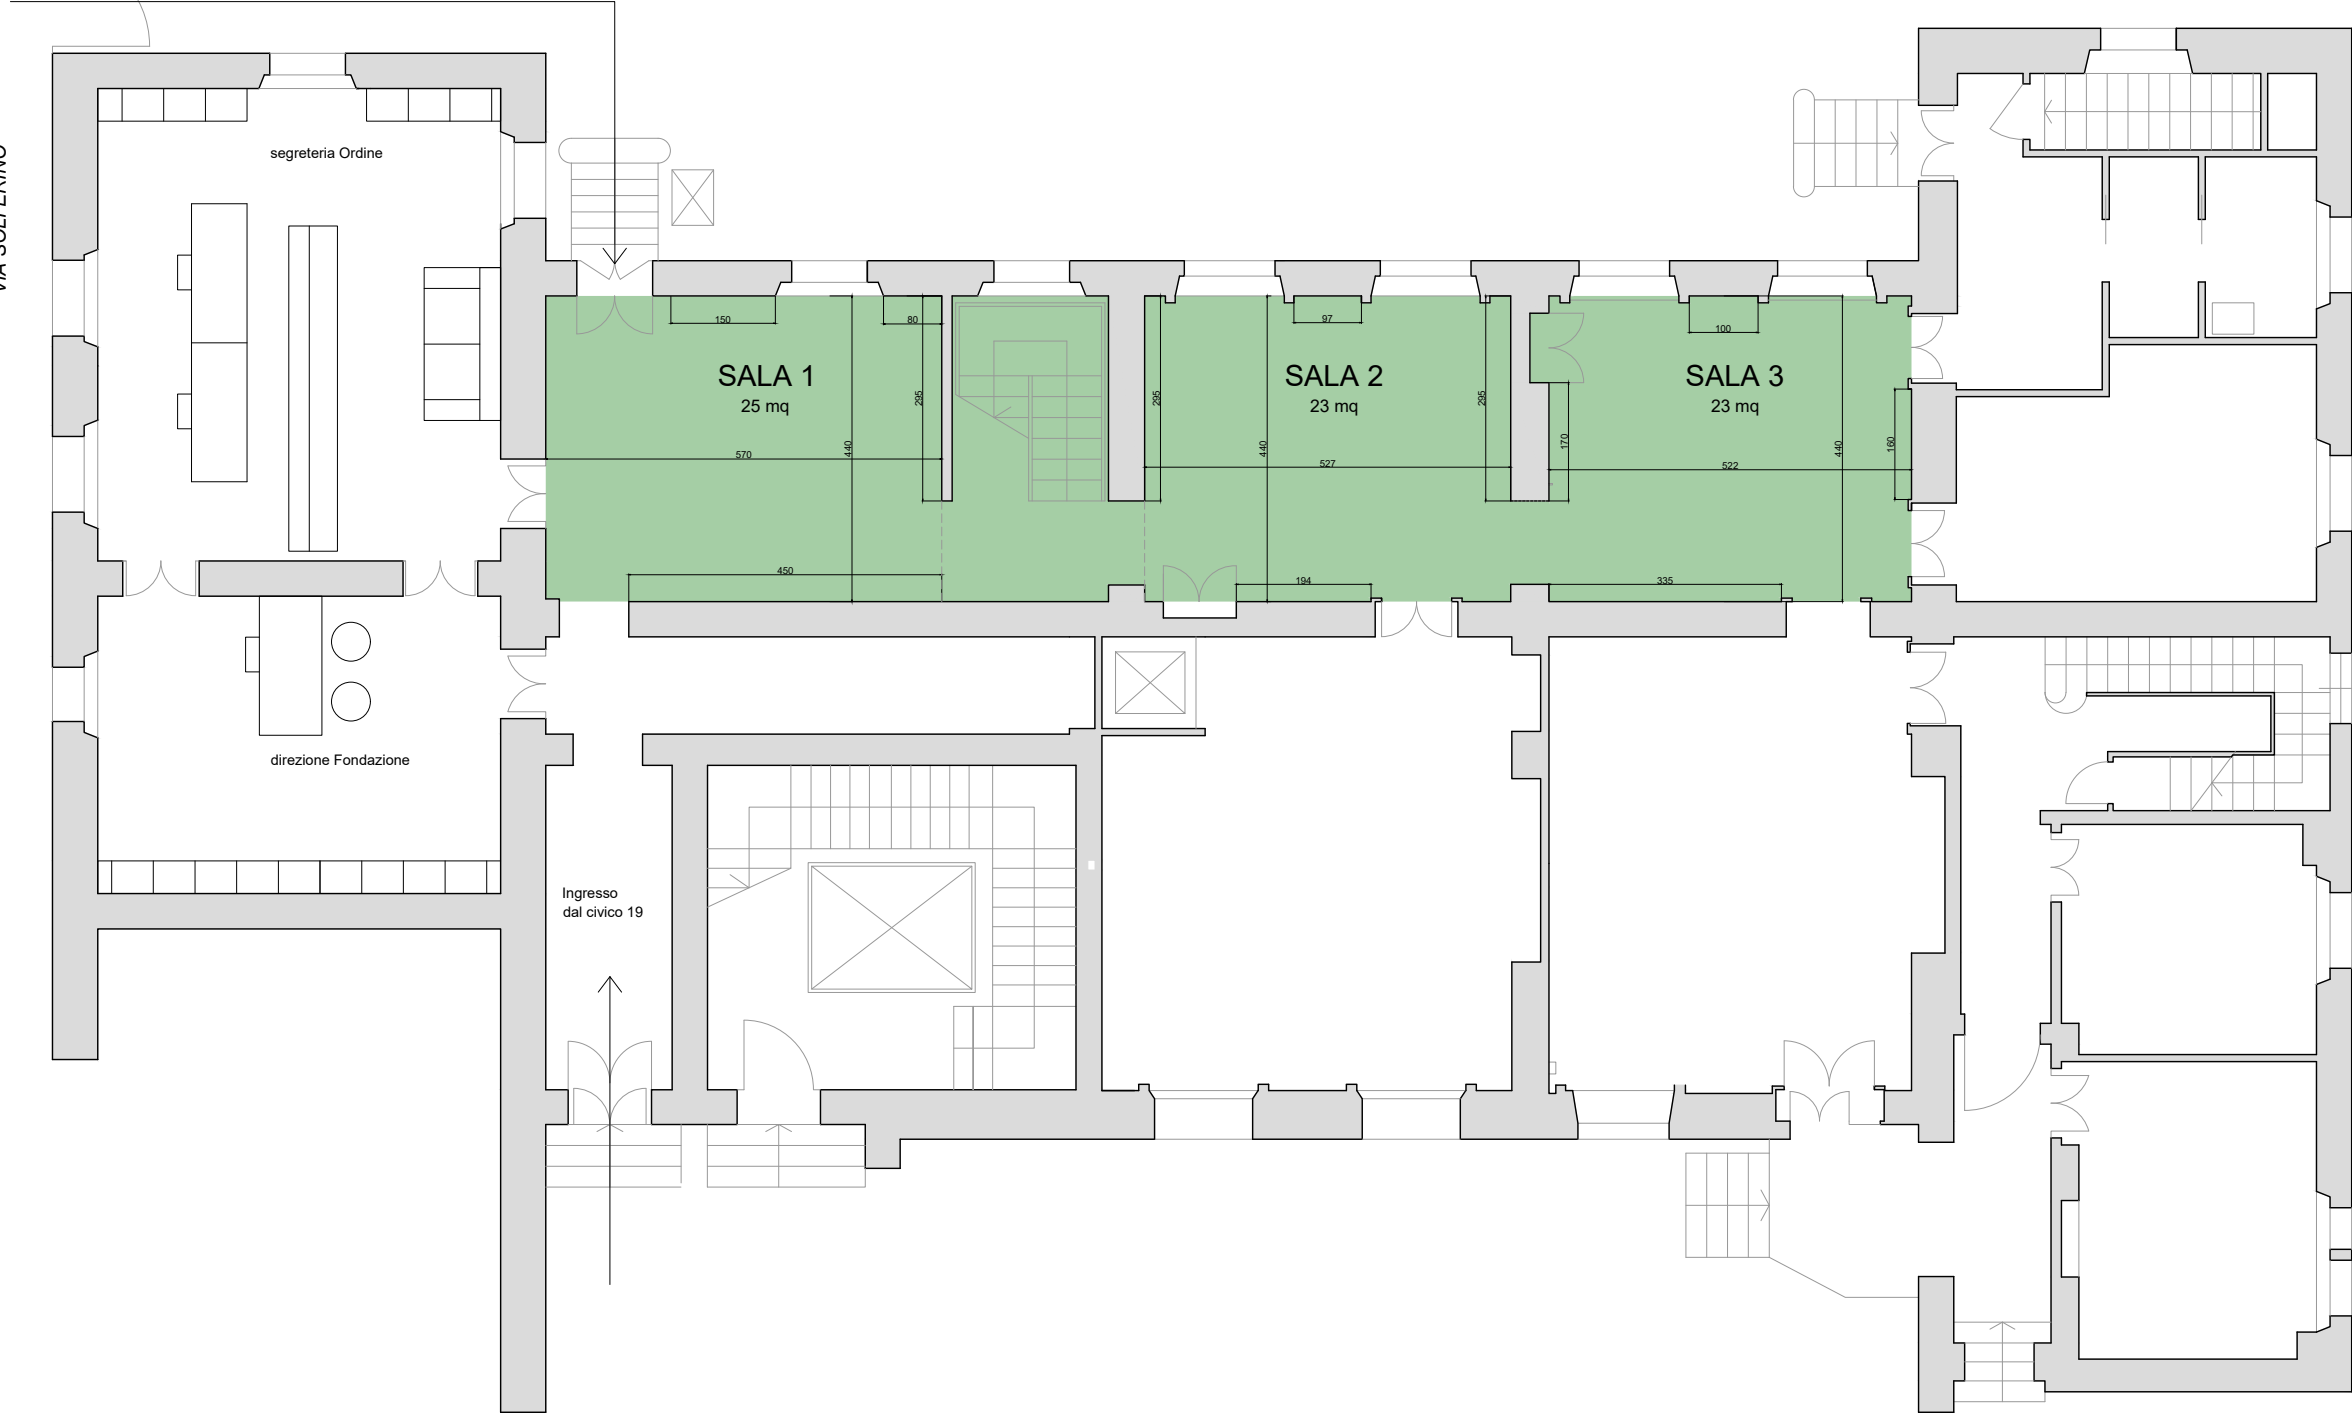 VIA SOLFERINO
segreteria Ordine
150
80
97
100
SALA 1
25 mq
SALA 2
23 mq
SALA 3
23 mq
295
295
295
440
440
440
170
160
570
527
522
450
194
335
direzione Fondazione
Ingresso
dal civico 19